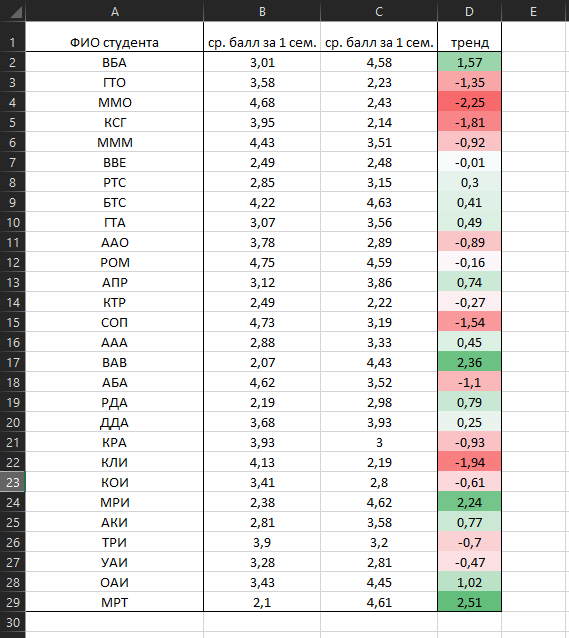 A B C D E
1 ФИО студента ср. балл за 1 сем. ср. балл за 1 сем. тренд
2 ВБА 3,01 4,58 1,57
3 ГТО 3,58 2,23 -1,35
4 ММО 4,68 2,43 -2,25
5 КСГ 3,95 2,14 -1,81
6 МММ 4,43 3,51 -0,92
7 ВВЕ 2,49 2,48 -0,01
8 РТС 2,85 3,15 0,3
9 БТС 4,22 4,63 0,41
10 ГТА 3,07 3,56 0,49
11 ААО 3,78 2,89 -0,89
12 РОМ 4,75 4,59 -0,16
13 АПР 3,12 3,86 0,74
14 КТР 2,49 2,22 -0,27
15 СОП 4,73 3,19 -1,54
16 ААА 2,88 3,33 0,45
17 ВАВ 2,07 4,43 2,36
18 АБА 4,62 3,52 -1,1
19 РДА 2,19 2,98 0,79
20 ДДА 3,68 3,93 0,25
21 КРА 3,93 3 -0,93
22 КЛИ 4,13 2,19 -1,94
23 КОИ 3,41 2,8 -0,61
24 МРИ 2,38 4,62 2,24
25 АКИ 2,81 3,58 0,77
26 ТРИ 3,9 3,2 -0,7
27 УАИ 3,28 2,81 -0,47
28 ОАИ 3,43 4,45 1,02
29 МРТ 2,1 4,61 2,51
30